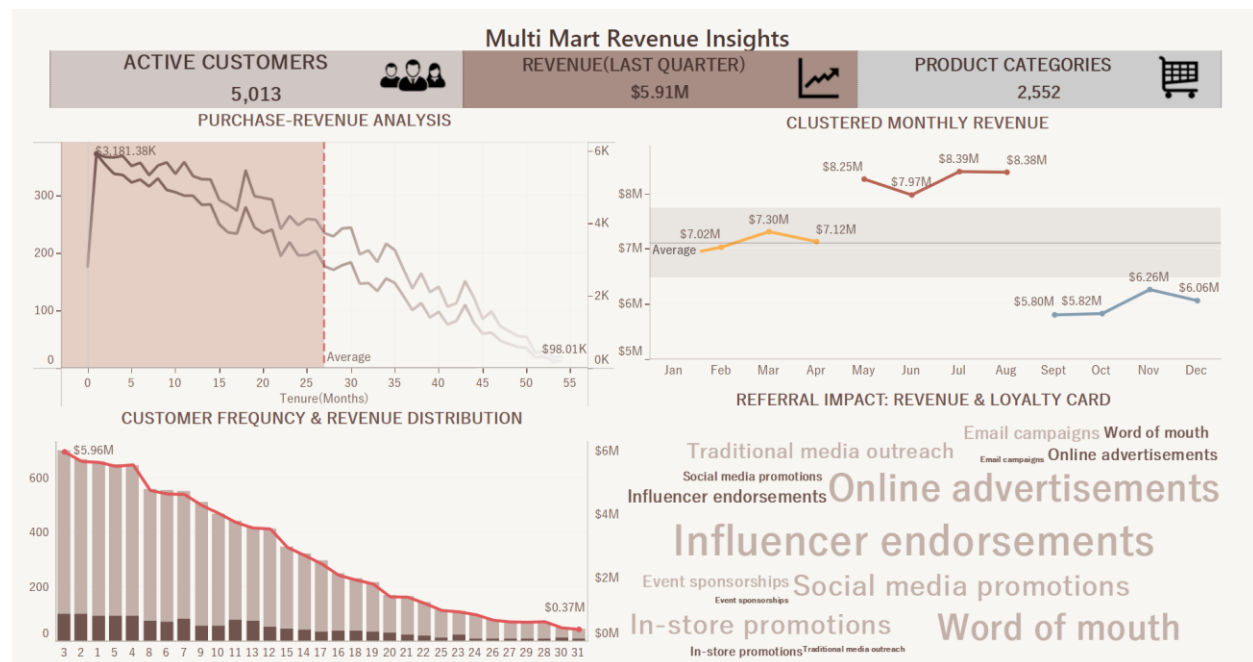 Multi Mart Revenue Insights
ACTIVE CUSTOMERS
5,013
REVENUE(LAST QUARTER)
$5.91M
PRODUCT CATEGORIES
2,552
PURCHASE-REVENUE ANALYSIS
$3,181.38K
300
200
100
0
6K
4K
2K
0K
$98.01K
Average
0 5 10 15 20 25 30 35 40 45 50 55
Tenure(Months)
CLUSTERED MONTHLY REVENUE
$8M
$7M
$6M
$5M
Average
$7.02M
$7.30M
$7.12M
$8.25M
$7.97M
$8.39M
$8.38M
$5.80M
$5.82M
$6.26M
$6.06M
Jan Feb Mar Apr May Jun Jul Aug Sept Oct Nov Dec
CUSTOMER FREQUNCY & REVENUE DISTRIBUTION
$5.96M
600
400
200
0
$6M
$4M
$2M
$0M
$0.37M
3 2 1 5 4 8 6 7 9 10 11 13 12 15 14 17 16 18 19 20 21 22 25 23 24 26 27 29 28 30 31
REFERRAL IMPACT: REVENUE & LOYALTY CARD
Email campaigns Word of mouth
Traditional media outreach
Email campaigns Online advertisements
Social media promotions
Influencer endorsements Online advertisements
Influencer endorsements
Event sponsorships Social media promotions
Event sponsorships
In-store promotions Word of mouth
In-store promotions Traditional media outreach